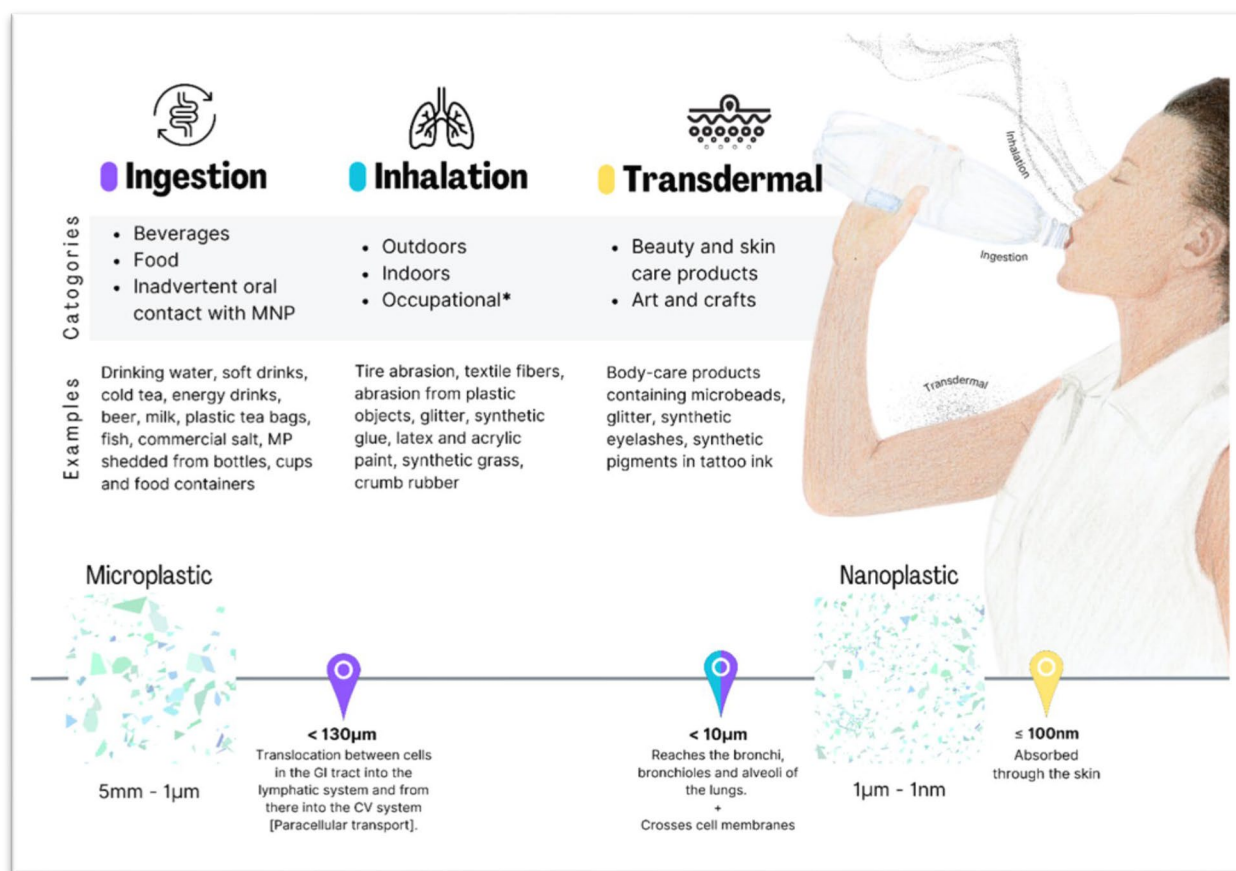 Ingestion
Inhalation
Transdermal
Catogories
• Beverages
• Food
• Inadvertent oral
contact with MNP
• Outdoors
• Indoors
• Occupational*
• Beauty and skin
care products
• Art and crafts
Examples
Drinking water, soft drinks,
cold tea, energy drinks,
beer, milk, plastic tea bags,
fish, commercial salt, MP
shedded from bottles, cups
and food containers
Tire abrasion, textile fibers,
abrasion from plastic
objects, glitter, synthetic
glue, latex and acrylic
paint, synthetic grass,
crumb rubber
Body-care products
containing microbeads,
glitter, synthetic
eyelashes, synthetic
pigments in tattoo ink
Inhalation
Ingestion
Transdermal
Microplastic
5mm - 1µm
< 130µm
Translocation between cells
in the GI tract into the
lymphatic system and from
there into the CV system
[Paracellular transport].
< 10µm
Reaches the bronchi,
bronchioles and alveoli of
the lungs.
+
Crosses cell membranes
Nanoplastic
1µm - 1nm
≤ 100nm
Absorbed
through the skin